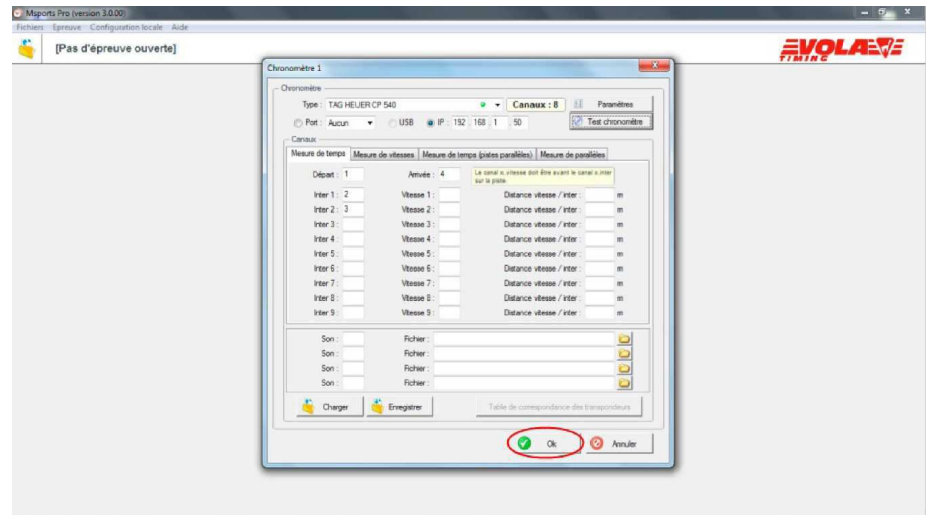 Msports Pro (version 3.0.00)
Fichiers Epreuve Configuration locale Aide
[Pas d'épreuve ouverte]
EVOLA
TIMING
Chronomètre 1
Chronomètre
Type : TAG HEUER CP 540 Canaux : 8 Paramètres
Port : Aucun USB IP : 192 168 1 50 Test chronomètre
Canaux
Mesure de temps Mesure de vitesses Mesure de temps (pistes parallèles) Mesure de parallèles
Départ : 1 Arrivée : 4 Le canal x.vitesse doit être avant le canal x.inter
sur la piste.
Inter 1 : 2 Vitesse 1 : Distance vitesse / inter : m
Inter 2 : 3 Vitesse 2 : Distance vitesse / inter : m
Inter 3 : Vitesse 3 : Distance vitesse / inter : m
Inter 4 : Vitesse 4 : Distance vitesse / inter : m
Inter 5 : Vitesse 5 : Distance vitesse / inter : m
Inter 6 : Vitesse 6 : Distance vitesse / inter : m
Inter 7 : Vitesse 7 : Distance vitesse / inter : m
Inter 8 : Vitesse 8 : Distance vitesse / inter : m
Inter 9 : Vitesse 9 : Distance vitesse / inter : m
Son : Fichier :
Son : Fichier :
Son : Fichier :
Son : Fichier :
Charger Enregistrer Table de correspondance des transpondeurs
Ok Annuler